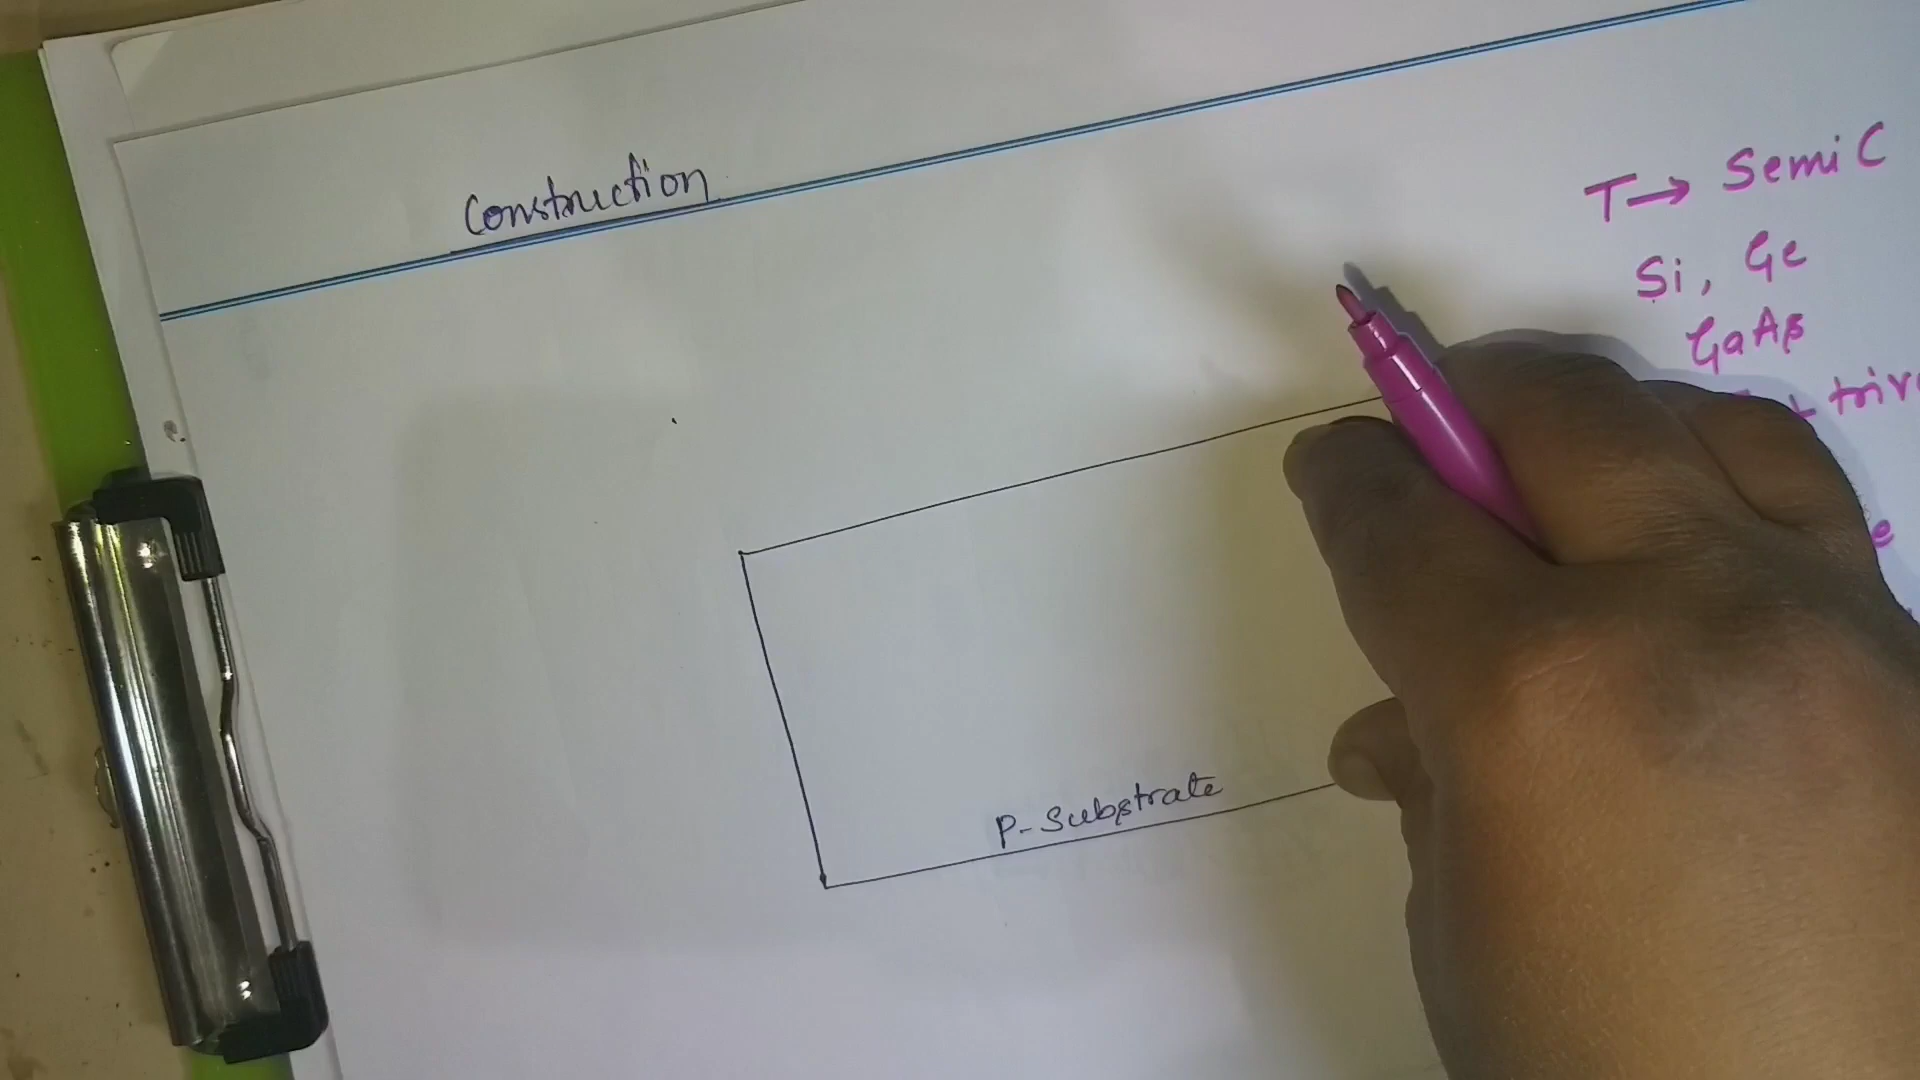 Construction
T → Semi C
Si, Ge
GaAs
P-Substrate